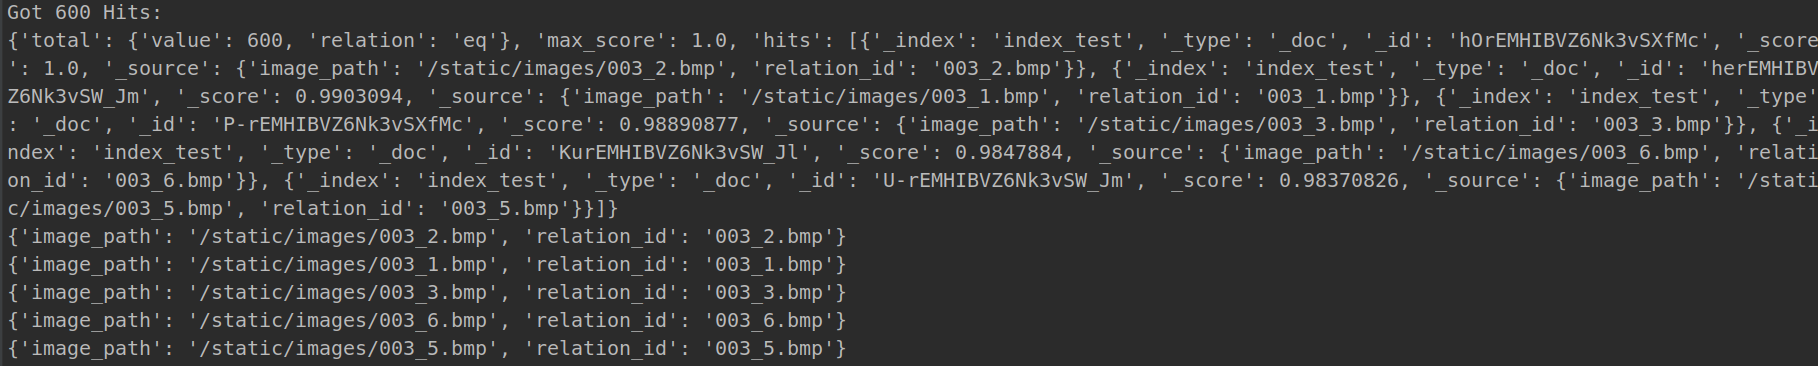 Got 600 Hits:
{'total': {'value': 600, 'relation': 'eq'}, 'max_score': 1.0, 'hits': [{'_index': 'index_test', '_type': '_doc', '_id': 'hOrEMHIBVZ6Nk3vSXfMc', '_score
': 1.0, '_source': {'image_path': '/static/images/003_2.bmp', 'relation_id': '003_2.bmp'}}, {'_index': 'index_test', '_type': '_doc', '_id': 'herEMHIBV
Z6Nk3vSW_Jm', '_score': 0.9903094, '_source': {'image_path': '/static/images/003_1.bmp', 'relation_id': '003_1.bmp'}}, {'_index': 'index_test', '_type'
: '_doc', '_id': 'P-rEMHIBVZ6Nk3vSXfMc', '_score': 0.98890877, '_source': {'image_path': '/static/images/003_3.bmp', 'relation_id': '003_3.bmp'}}, {'_i
ndex': 'index_test', '_type': '_doc', '_id': 'KurEMHIBVZ6Nk3vSW_Jl', '_score': 0.9847884, '_source': {'image_path': '/static/images/003_6.bmp', 'relati
on_id': '003_6.bmp'}}, {'_index': 'index_test', '_type': '_doc', '_id': 'U-rEMHIBVZ6Nk3vSW_Jm', '_score': 0.98370826, '_source': {'image_path': '/stati
c/images/003_5.bmp', 'relation_id': '003_5.bmp'}}]}
{'image_path': '/static/images/003_2.bmp', 'relation_id': '003_2.bmp'}
{'image_path': '/static/images/003_1.bmp', 'relation_id': '003_1.bmp'}
{'image_path': '/static/images/003_3.bmp', 'relation_id': '003_3.bmp'}
{'image_path': '/static/images/003_6.bmp', 'relation_id': '003_6.bmp'}
{'image_path': '/static/images/003_5.bmp', 'relation_id': '003_5.bmp'}